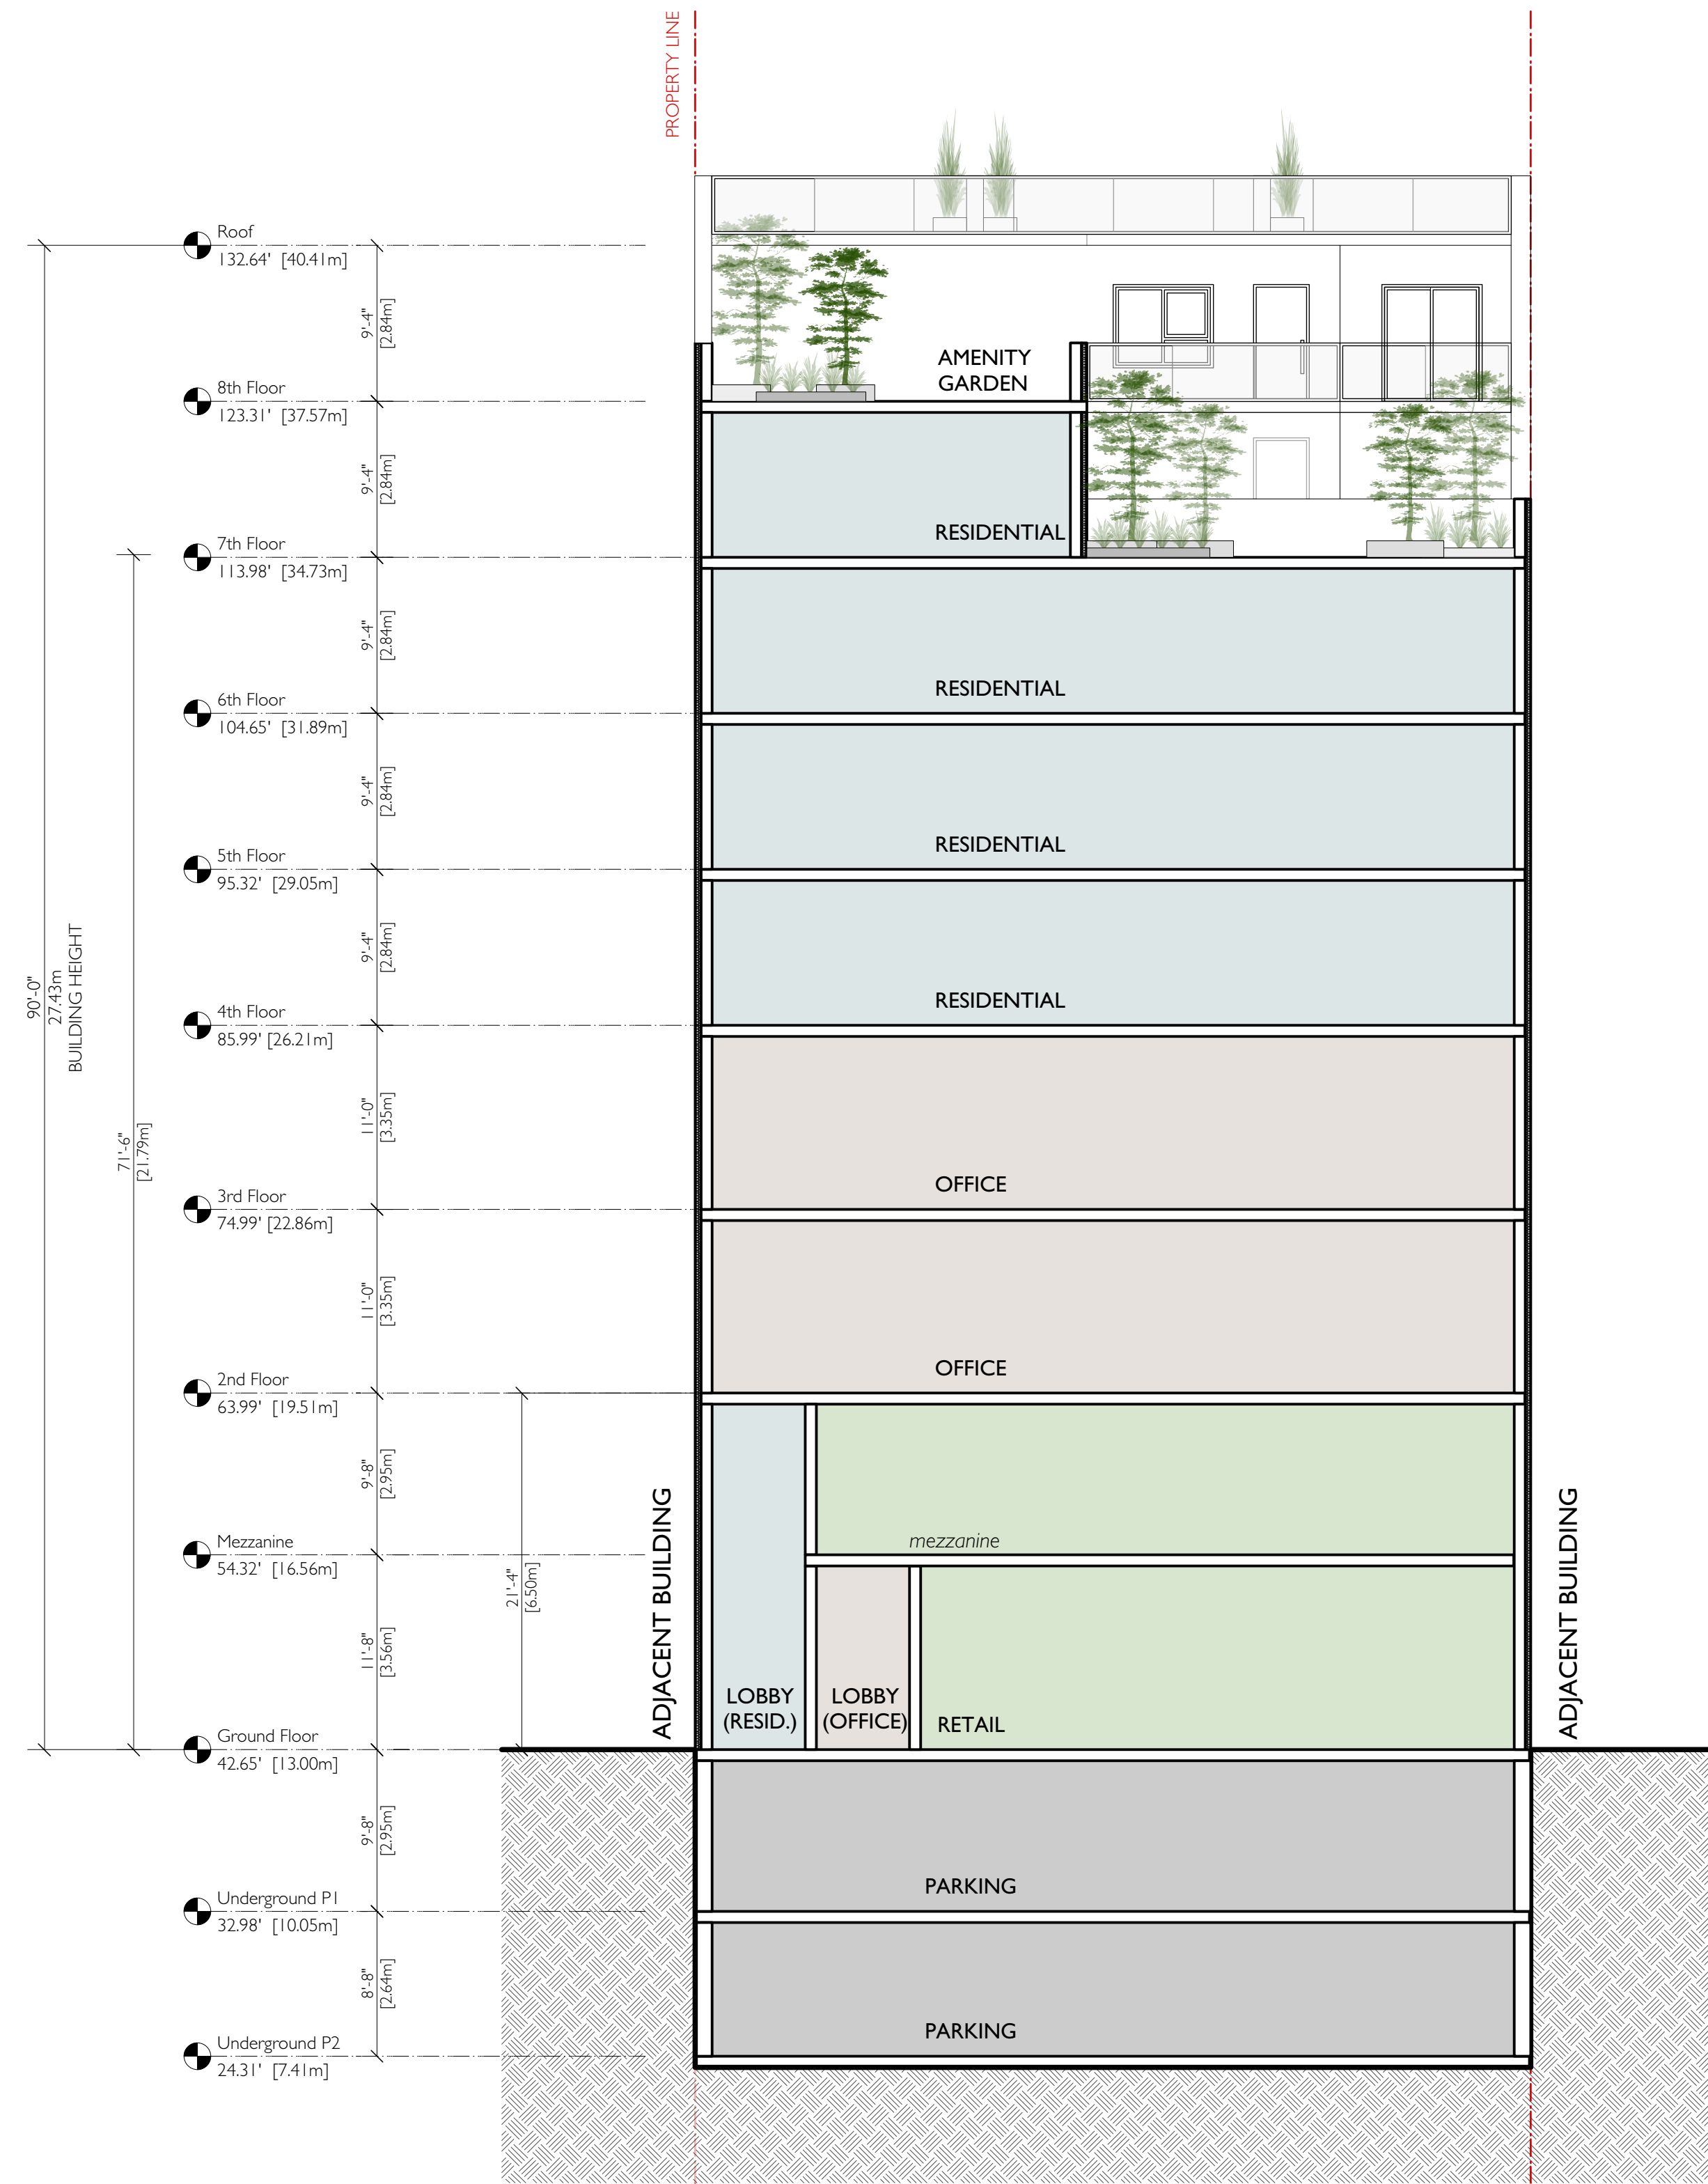 PROPERTY LINE
Roof
132.64' [40.41m]
9'-4"
[2.84m]
AMENITY
GARDEN
8th Floor
123.31' [37.57m]
9'-4"
[2.84m]
RESIDENTIAL
7th Floor
113.98' [34.73m]
9'-4"
[2.84m]
RESIDENTIAL
6th Floor
104.65' [31.89m]
9'-4"
[2.84m]
RESIDENTIAL
5th Floor
95.32' [29.05m]
9'-4"
[2.84m]
RESIDENTIAL
90'-0"
27.43m
BUILDING HEIGHT
4th Floor
85.99' [26.21m]
71'-6"
[21.79m]
11'-0"
[3.35m]
OFFICE
3rd Floor
74.99' [22.86m]
11'-0"
[3.35m]
OFFICE
2nd Floor
63.99' [19.51m]
9'-8"
[2.95m]
21'-4"
[6.50m]
mezzanine
Mezzanine
54.32' [16.56m]
11'-8"
[3.56m]
ADJACENT BUILDING
LOBBY
(RESID.)
LOBBY
(OFFICE)
RETAIL
ADJACENT BUILDING
Ground Floor
42.65' [13.00m]
9'-8"
[2.95m]
PARKING
Underground P1
32.98' [10.05m]
8'-8"
[2.64m]
PARKING
Underground P2
24.31' [7.41m]